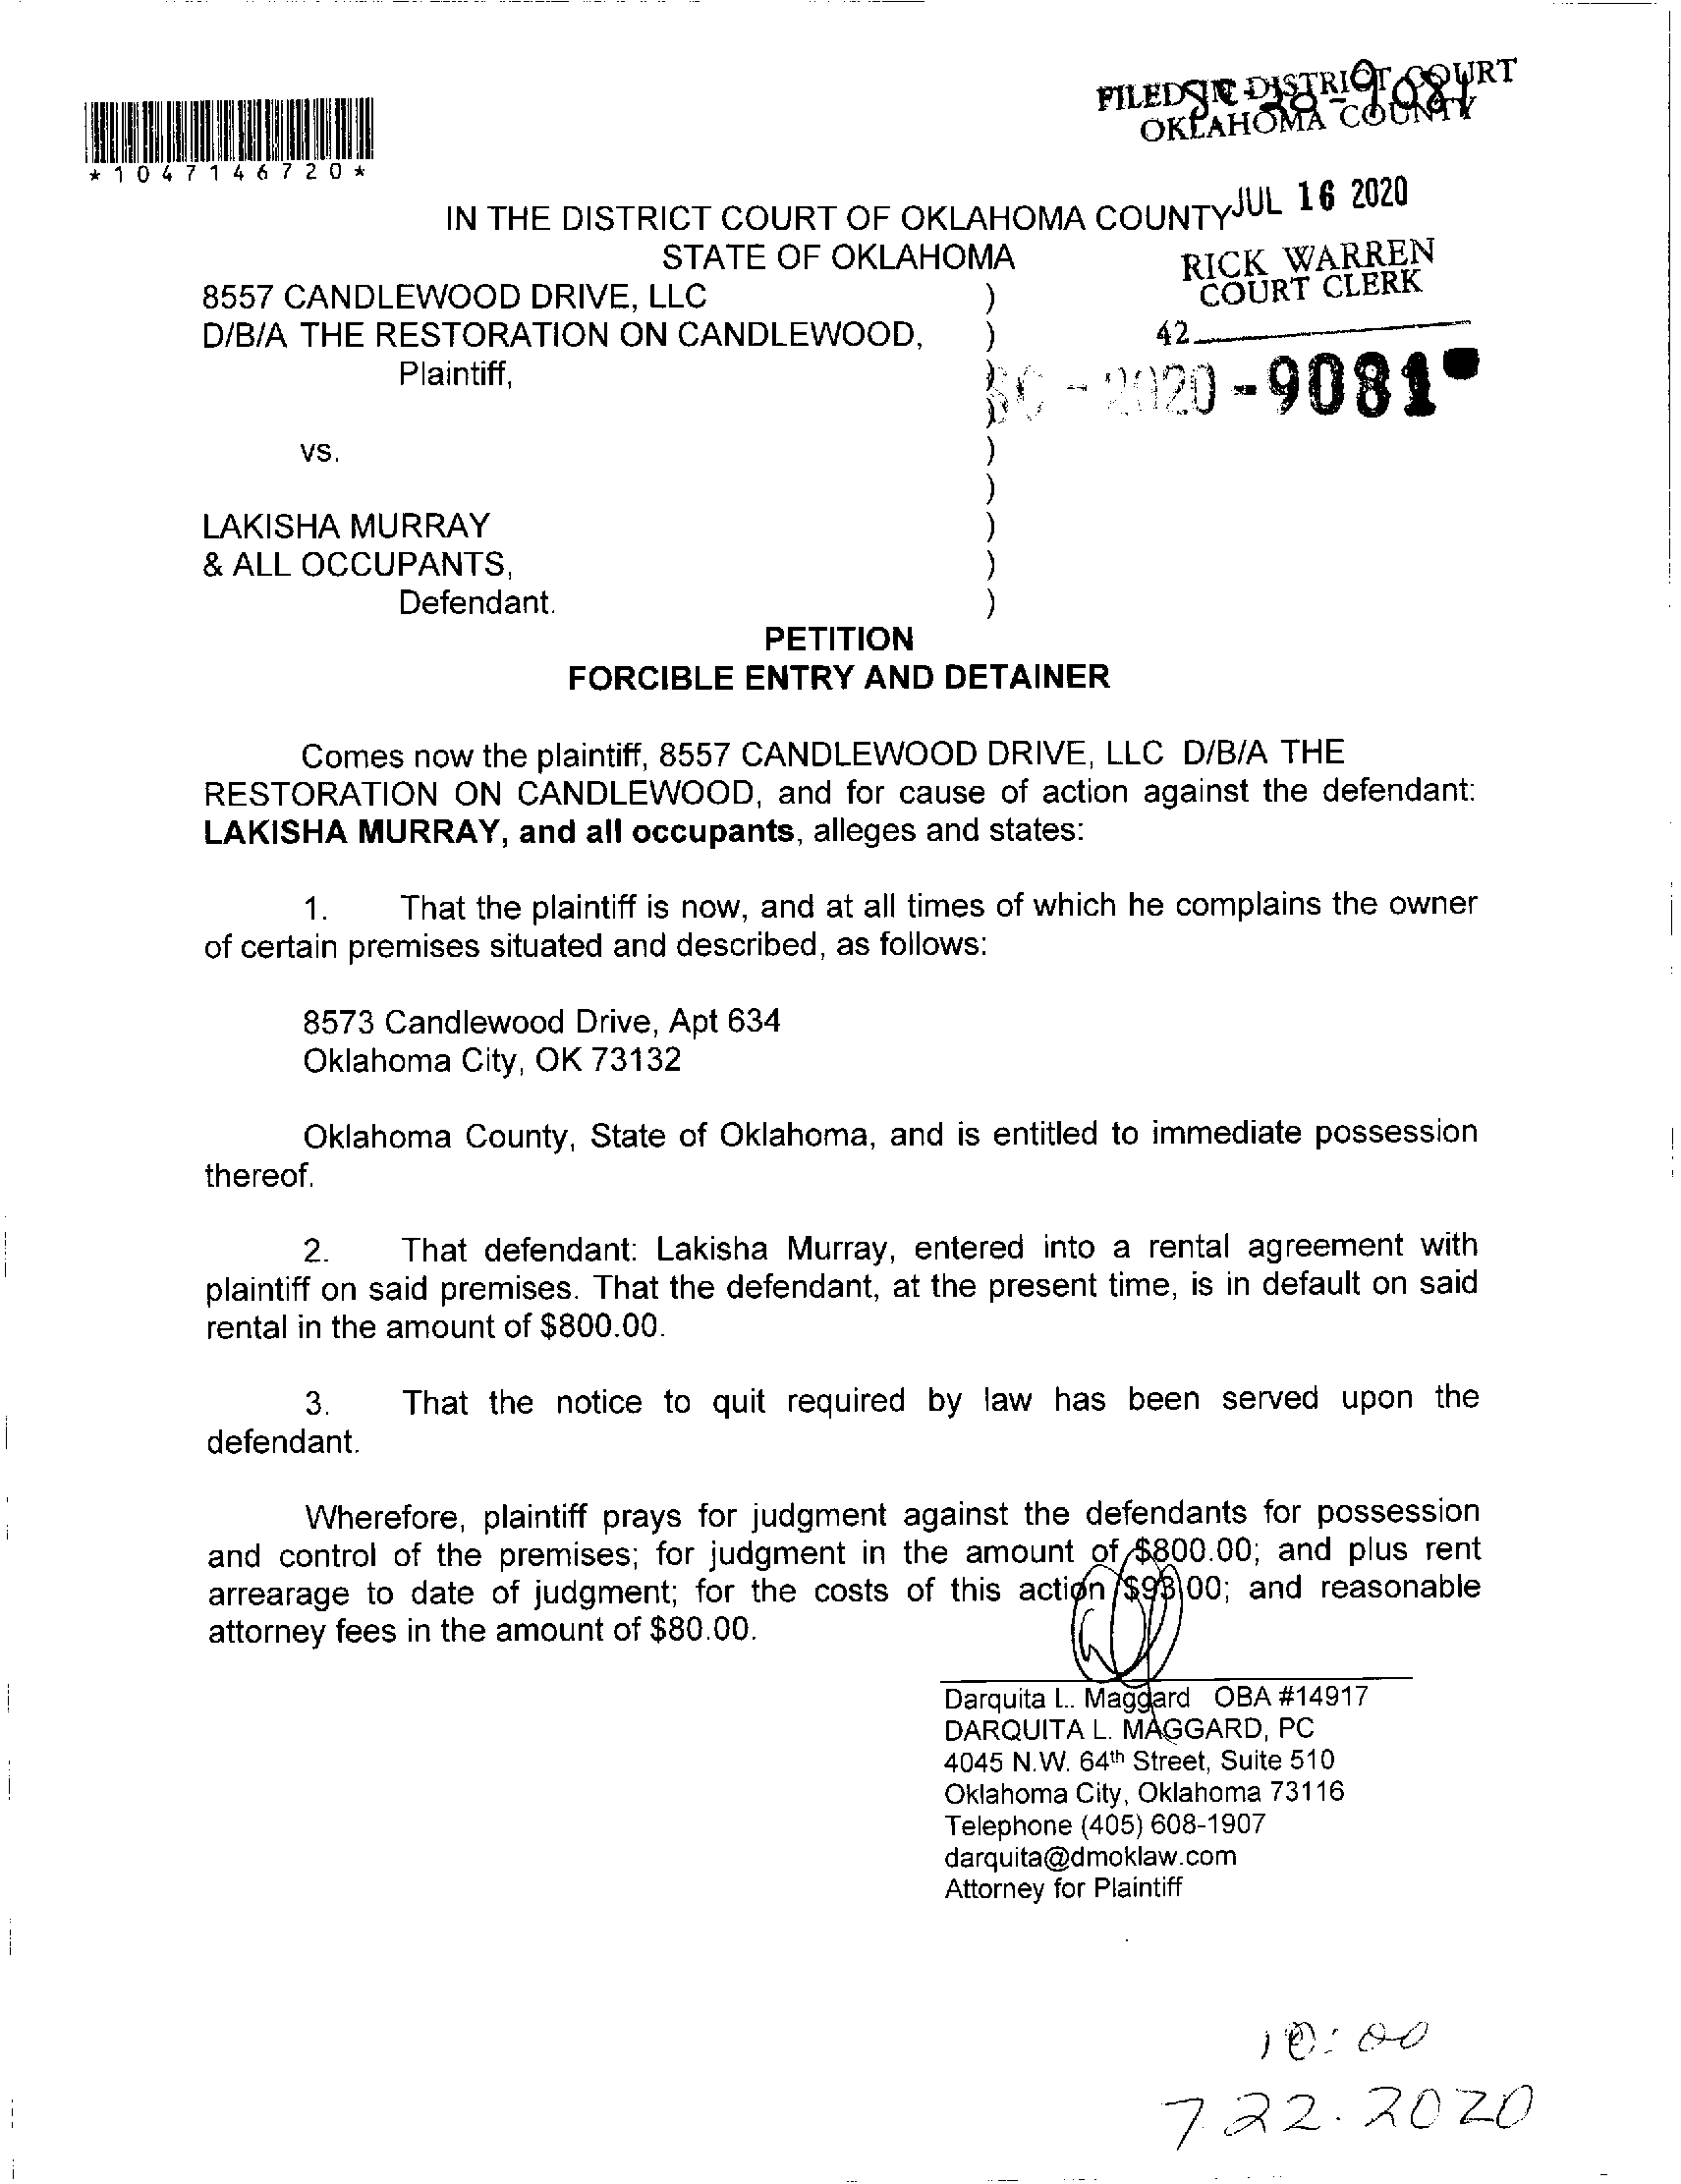 FILED IN DISTRICT COURT
OKLAHOMA COUNTY
*1047146720*
JUL 16 2020
IN THE DISTRICT COURT OF OKLAHOMA COUNTY
STATE OF OKLAHOMA
RICK WARREN
COURT CLERK
42
8557 CANDLEWOOD DRIVE, LLC )
D/B/A THE RESTORATION ON CANDLEWOOD, )
Plaintiff, )
SC - 2020 - 9081
)
vs. )
)
LAKISHA MURRAY )
& ALL OCCUPANTS, )
Defendant. )
PETITION
FORCIBLE ENTRY AND DETAINER
Comes now the plaintiff, 8557 CANDLEWOOD DRIVE, LLC D/B/A THE
RESTORATION ON CANDLEWOOD, and for cause of action against the defendant:
LAKISHA MURRAY, and all occupants, alleges and states:
1. That the plaintiff is now, and at all times of which he complains the owner
of certain premises situated and described, as follows:
8573 Candlewood Drive, Apt 634
Oklahoma City, OK 73132
Oklahoma County, State of Oklahoma, and is entitled to immediate possession
thereof.
2. That defendant: Lakisha Murray, entered into a rental agreement with
plaintiff on said premises. That the defendant, at the present time, is in default on said
rental in the amount of $800.00.
3. That the notice to quit required by law has been served upon the
defendant.
Wherefore, plaintiff prays for judgment against the defendants for possession
and control of the premises; for judgment in the amount of $800.00; and plus rent
arrearage to date of judgment; for the costs of this action $93.00; and reasonable
attorney fees in the amount of $80.00.
Darquita L.. Maggard OBA #14917
DARQUITA L. MAGGARD, PC
4045 N.W. 64th Street, Suite 510
Oklahoma City, Oklahoma 73116
Telephone (405) 608-1907
darquita@dmoklaw.com
Attorney for Plaintiff
10:00
7.22.2020